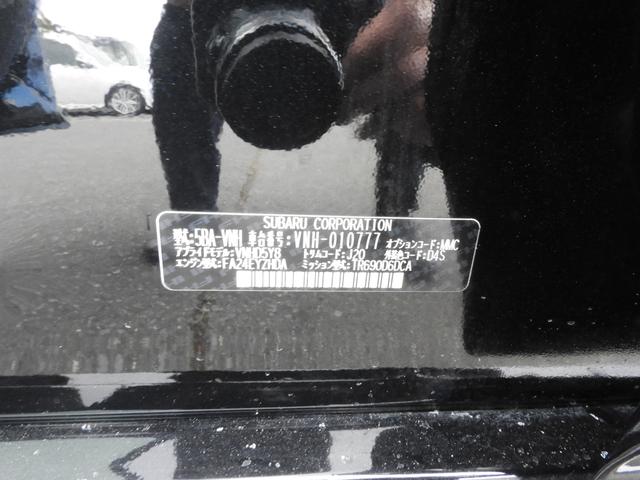 SUBARU CORPORATION
型式:5BA-VNH 車台番号:VNH-010777 オプションコード:MMC
アプライドモデル:VNHD5Y8 トリムコード:J20 外装色コード:D4S
エンジン型式:FA24EYZHDA ミッション型式:TR690D6DCA